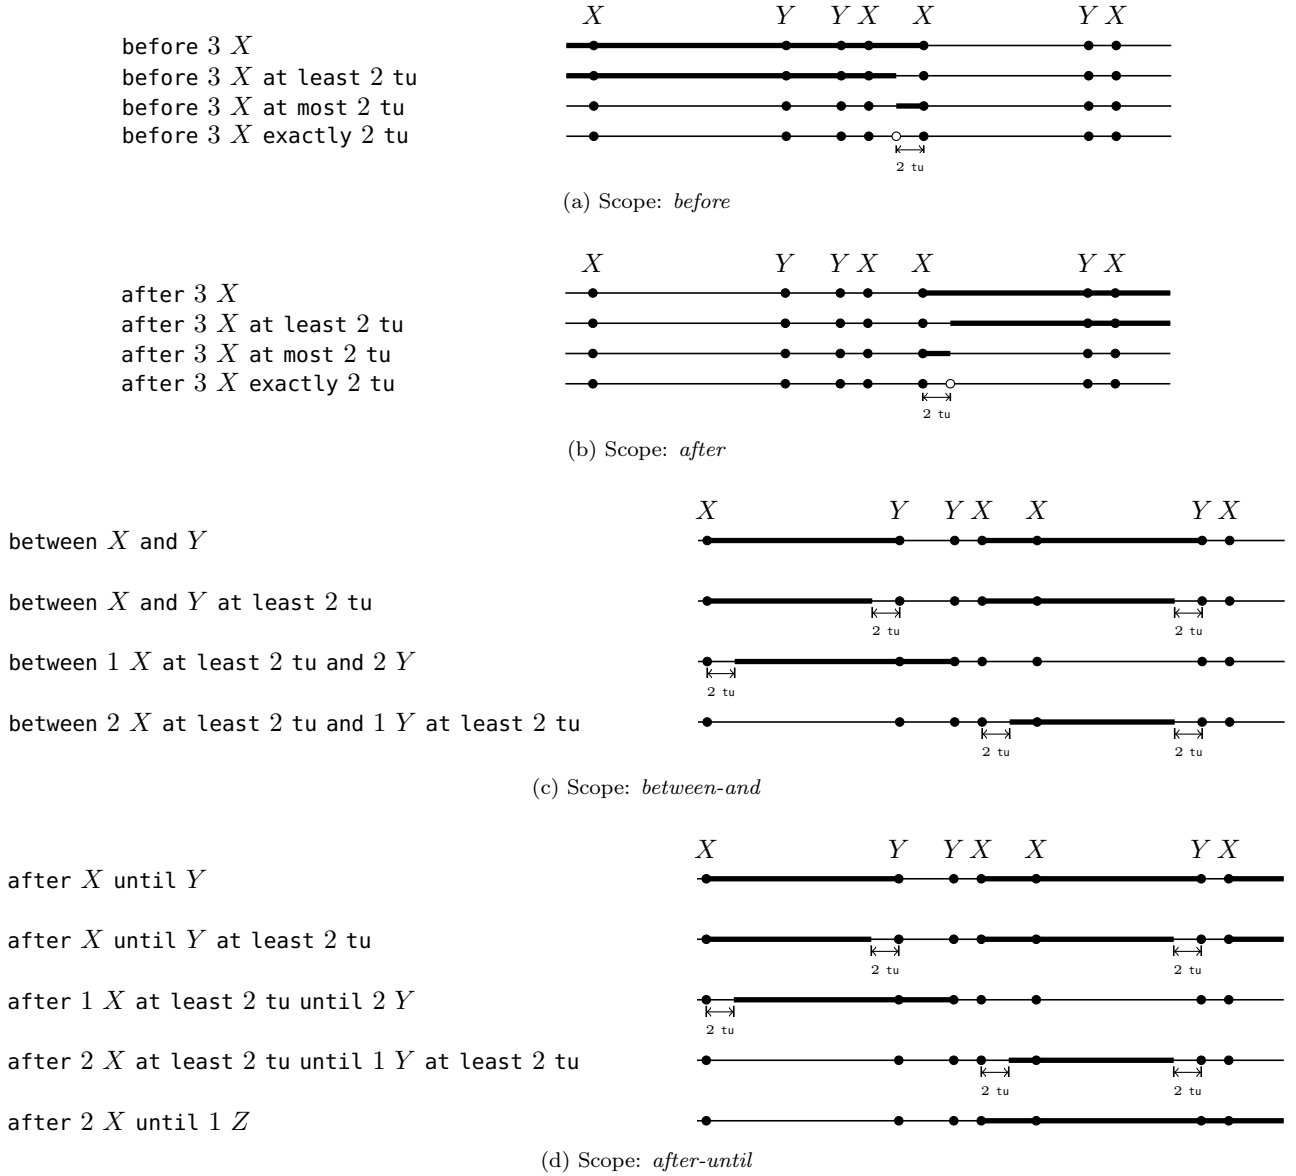 X Y Y X X Y X
before 3 X
before 3 X at least 2 tu
before 3 X at most 2 tu
before 3 X exactly 2 tu
2 tu
(a) Scope: before
X Y Y X X Y X
after 3 X
after 3 X at least 2 tu
after 3 X at most 2 tu
after 3 X exactly 2 tu
2 tu
(b) Scope: after
X Y Y X X Y X
between X and Y
between X and Y at least 2 tu
2 tu 2 tu
between 1 X at least 2 tu and 2 Y
2 tu
between 2 X at least 2 tu and 1 Y at least 2 tu
2 tu 2 tu
(c) Scope: between-and
X Y Y X X Y X
after X until Y
after X until Y at least 2 tu
2 tu 2 tu
after 1 X at least 2 tu until 2 Y
2 tu
after 2 X at least 2 tu until 1 Y at least 2 tu
2 tu 2 tu
after 2 X until 1 Z
(d) Scope: after-until